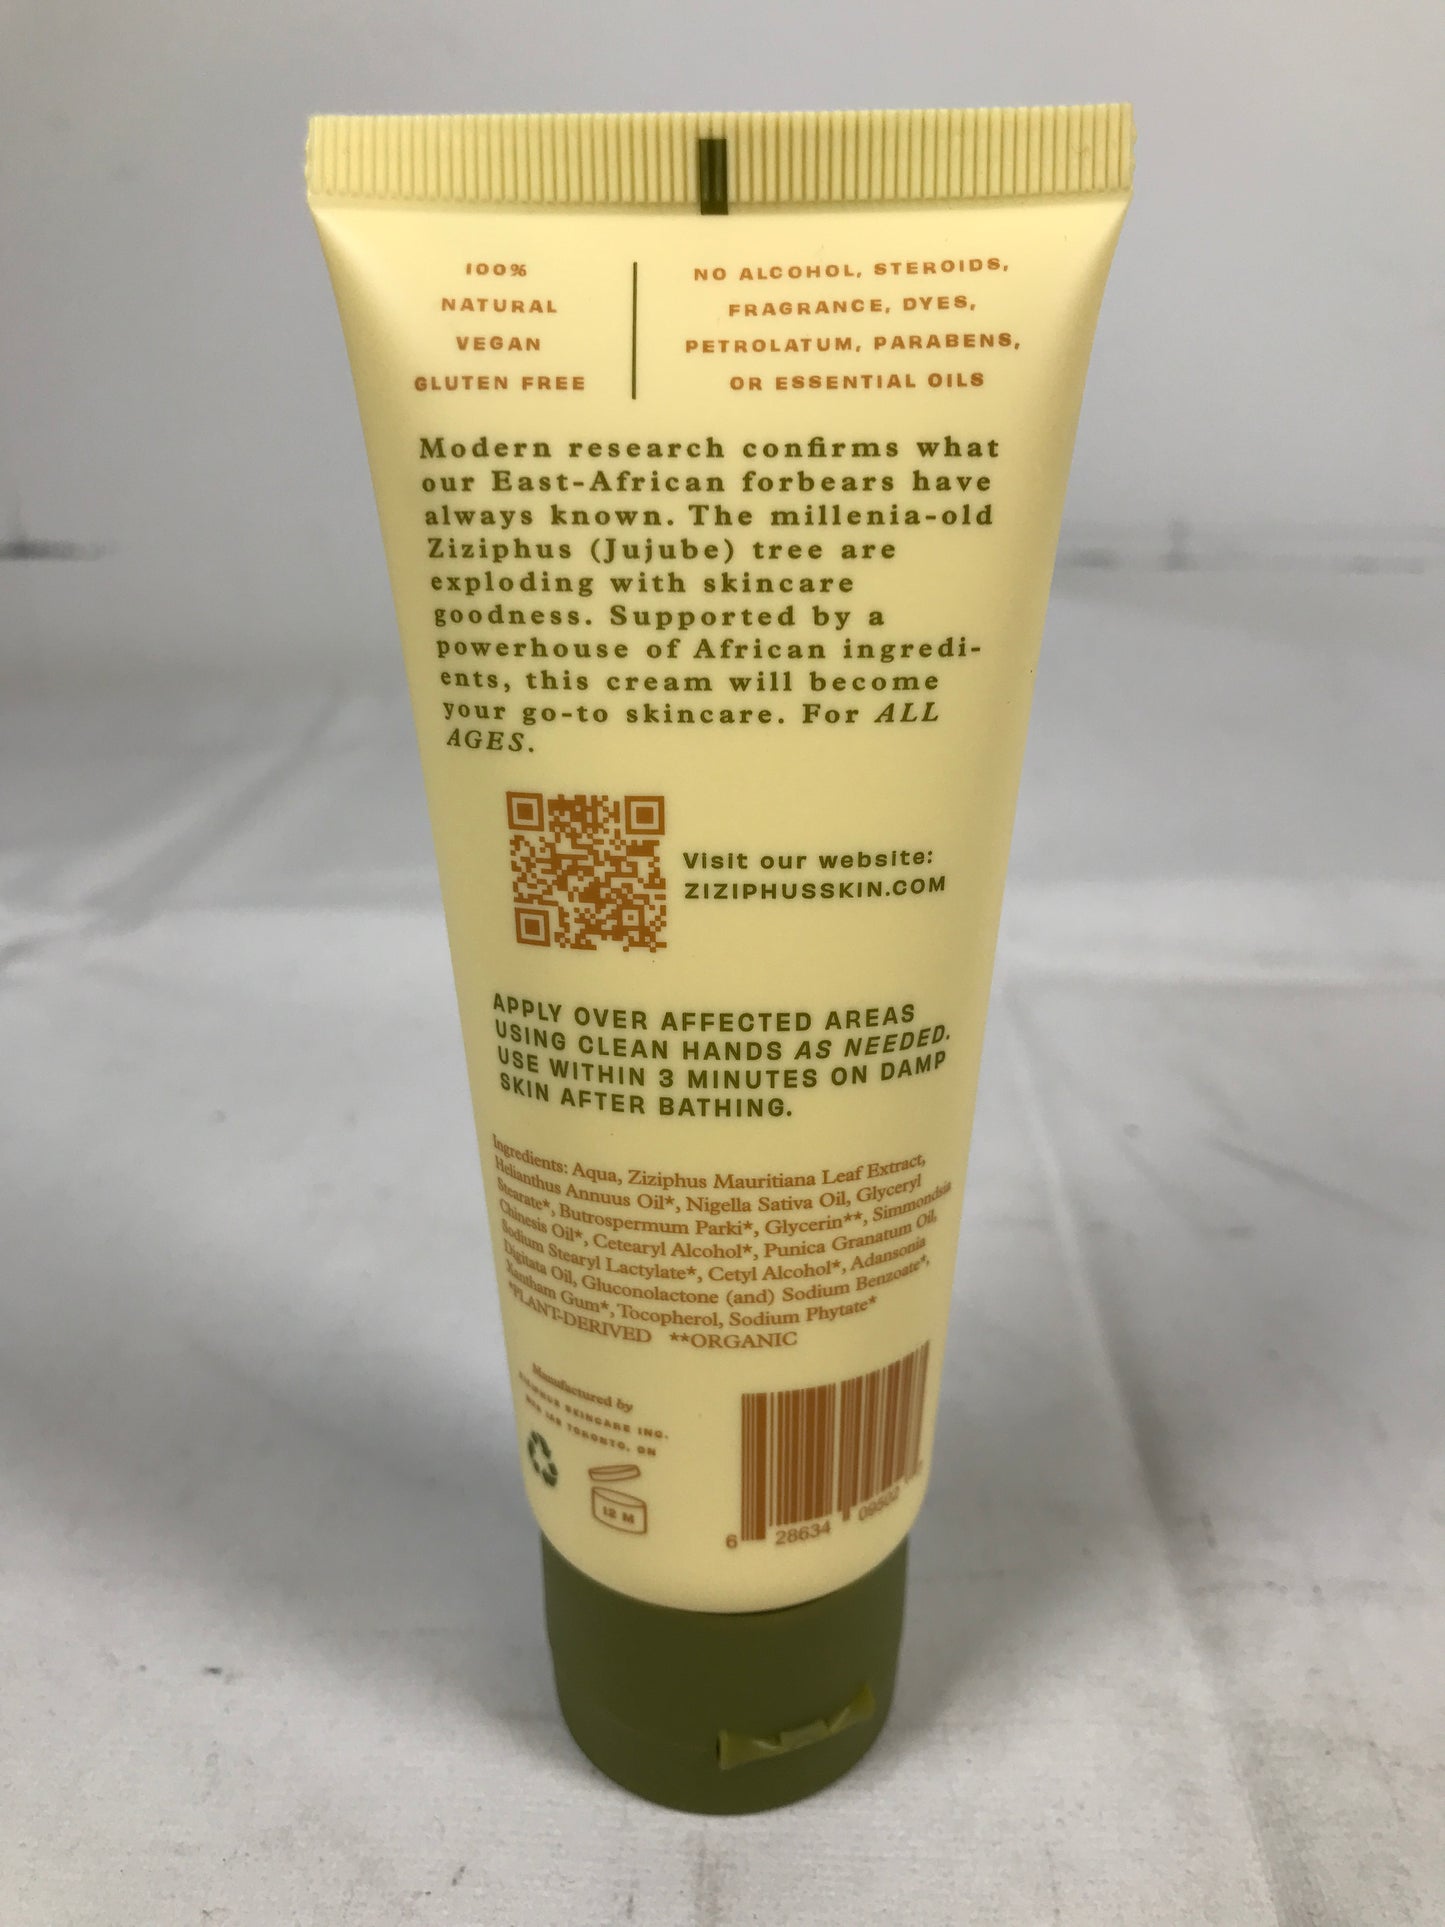 100%
NATURAL
VEGAN
GLUTEN FREE
NO ALCOHOL, STEROIDS,
FRAGRANCE, DYES,
PETROLATUM, PARABENS,
OR ESSENTIAL OILS
Modern research confirms what
our East-African forbears have
always known. The millenia-old
Ziziphus (Jujube) tree are
exploding with skincare
goodness. Supported by a
powerhouse of African ingredi-
ents, this cream will become
your go-to skincare. For ALL
AGES.
Visit our website:
ZIZIPHUSSKIN.COM
APPLY OVER AFFECTED AREAS
USING CLEAN HANDS AS NEEDED.
USE WITHIN 3 MINUTES ON DAMP
SKIN AFTER BATHING.
Ingredients: Aqua, Ziziphus Mauritiana Leaf Extract,
Helianthus Annuus Oil*, Nigella Sativa Oil, Glyceryl
Stearate*, Butrospermum Parki*, Glycerin**, Simmondsia
Chinesis Oil*, Cetearyl Alcohol*, Punica Granatum Oil,
Sodium Stearyl Lactylate*, Cetyl Alcohol*, Adansonia
Digitata Oil, Gluconolactone (and) Sodium Benzoate*,
Xantham Gum*, Tocopherol, Sodium Phytate*
*PLANT-DERIVED **ORGANIC
Manufactured by
ZIZIPHUS SKINCARE INC.
TORONTO, ON
12 M
6 28634 09502